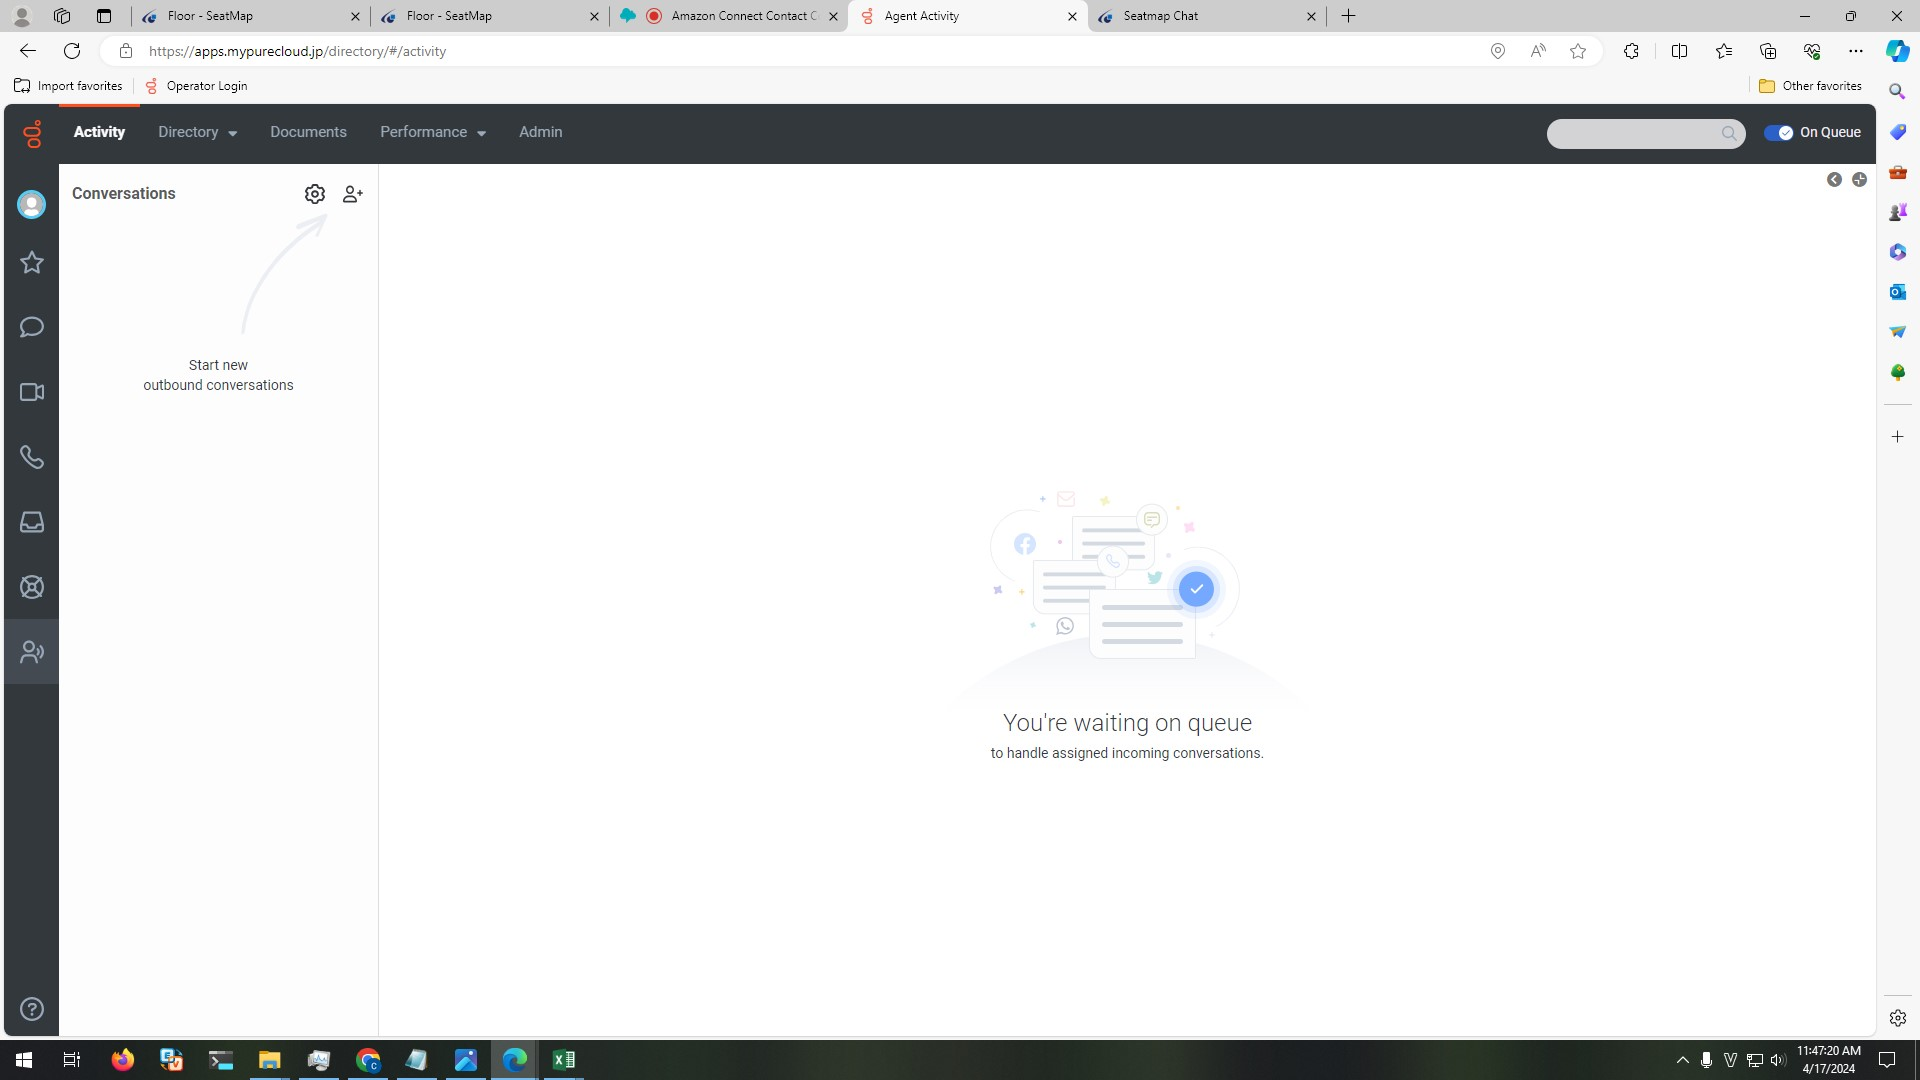 Floor - SeatMap
Floor - SeatMap
Amazon Connect Contact C
Agent Activity
Seatmap Chat
https://apps.mypurecloud.jp/directory/#/activity
Import favorites
Operator Login
Other favorites
Activity
Directory
Documents
Performance
Admin
On Queue
Conversations
Start new
outbound conversations
You're waiting on queue
to handle assigned incoming conversations.
11:47:20 AM
4/17/2024